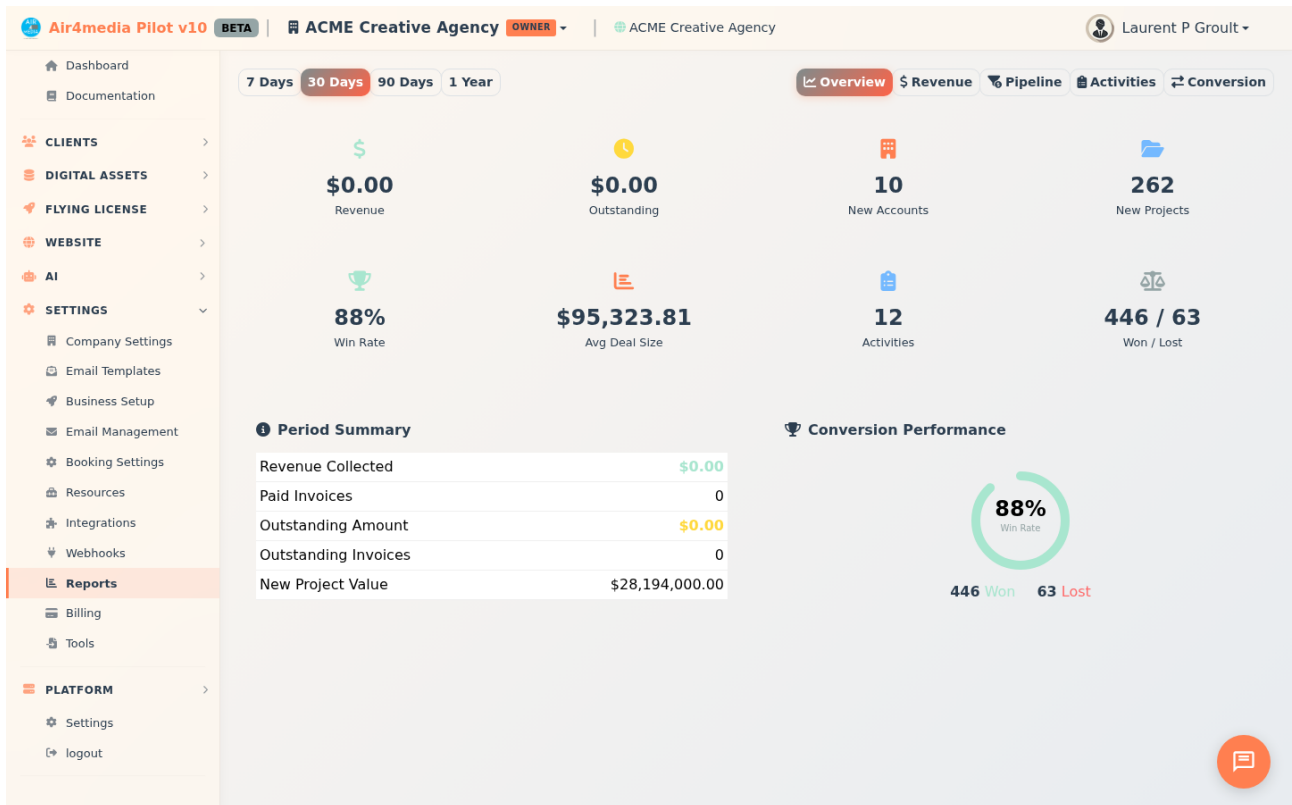 Air4media Pilot v10 BETA | ACME Creative Agency OWNER | ACME Creative Agency Laurent P Groult
Dashboard
Documentation
CLIENTS
DIGITAL ASSETS
FLYING LICENSE
WEBSITE
AI
SETTINGS
Company Settings
Email Templates
Business Setup
Email Management
Booking Settings
Resources
Integrations
Webhooks
Reports
Billing
Tools
PLATFORM
Settings
logout
7 Days 30 Days 90 Days 1 Year
Overview $ Revenue Pipeline Activities Conversion
$0.00
Revenue
$0.00
Outstanding
10
New Accounts
262
New Projects
88%
Win Rate
$95,323.81
Avg Deal Size
12
Activities
446 / 63
Won / Lost
Period Summary
Revenue Collected $0.00
Paid Invoices 0
Outstanding Amount $0.00
Outstanding Invoices 0
New Project Value $28,194,000.00
Conversion Performance
88%
Win Rate
446 Won 63 Lost